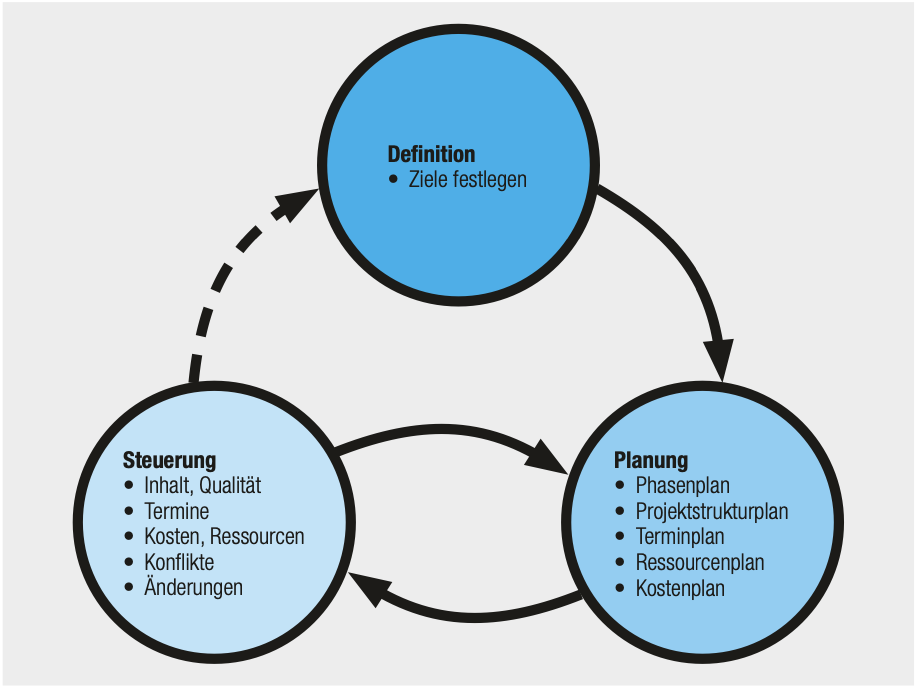 Definition
• Ziele festlegen
Steuerung
• Inhalt, Qualität
• Termine
• Kosten, Ressourcen
• Konflikte
• Änderungen
Planung
• Phasenplan
• Projektstrukturplan
• Terminplan
• Ressourcenplan
• Kostenplan